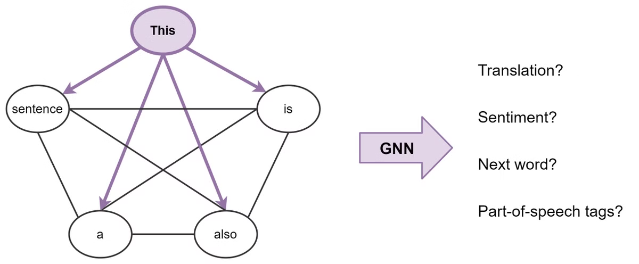 This
sentence
is
a
also
GNN
Translation?
Sentiment?
Next word?
Part-of-speech tags?